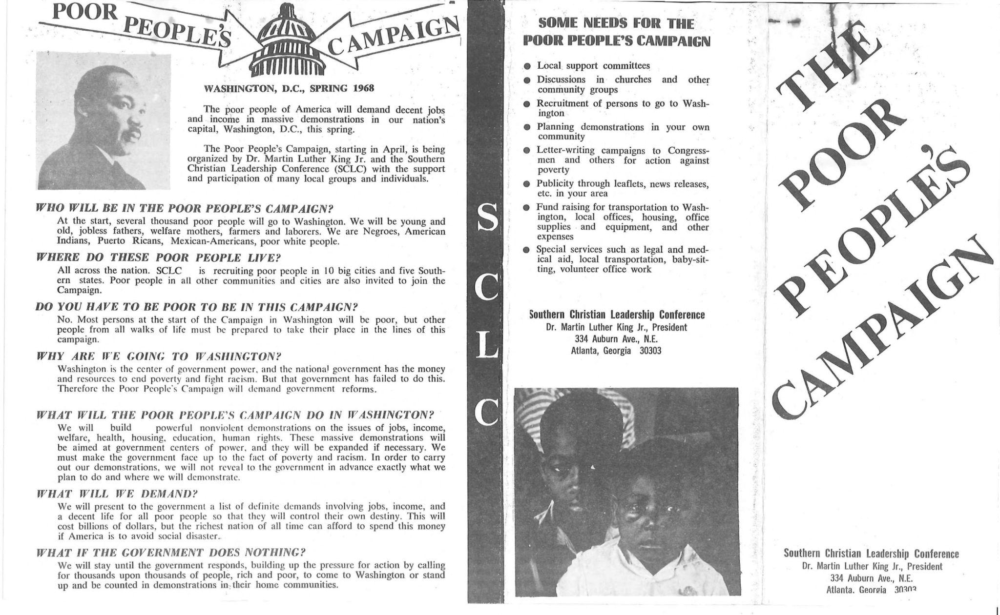 POOR PEOPLE'S CAMPAIGN
WASHINGTON, D.C., SPRING 1968
The poor people of America will demand decent jobs
and income in massive demonstrations in our nation's
capital, Washington, D.C., this spring.
The Poor People's Campaign, starting in April, is being
organized by Dr. Martin Luther King Jr. and the Southern
Christian Leadership Conference (SCLC) with the support
and participation of many local groups and individuals.
WHO WILL BE IN THE POOR PEOPLE'S CAMPAIGN?
At the start, several thousand poor people will go to Washington. We will be young and
old, jobless fathers, welfare mothers, farmers and laborers. We are Negroes, American
Indians, Puerto Ricans, Mexican-Americans, poor white people.
WHERE DO THESE POOR PEOPLE LIVE?
All across the nation. SCLC is recruiting poor people in 10 big cities and five South-
ern states. Poor people in all other communities and cities are also invited to join the
Campaign.
DO YOU HAVE TO BE POOR TO BE IN THIS CAMPAIGN?
No. Most persons at the start of the Campaign in Washington will be poor, but other
people from all walks of life must be prepared to take their place in the lines of this
campaign.
WHY ARE WE GOING TO WASHINGTON?
Washington is the center of government power, and the national government has the money
and resources to end poverty and fight racism. But that government has failed to do this.
Therefore the Poor People's Campaign will demand government reforms.
WHAT WILL THE POOR PEOPLE'S CAMPAIGN DO IN WASHINGTON?
We will build powerful nonviolent demonstrations on the issues of jobs, income,
welfare, health, housing, education, human rights. These massive demonstrations will
be aimed at government centers of power, and they will be expanded if necessary. We
must make the government face up to the fact of poverty and racism. In order to carry
out our demonstrations, we will not reveal to the government in advance exactly what we
plan to do and where we will demonstrate.
WHAT WILL WE DEMAND?
We will present to the government a list of definite demands involving jobs, income, and
a decent life for all poor people so that they will control their own destiny. This will
cost billions of dollars, but the richest nation of all time can afford to spend this money
if America is to avoid social disaster.
WHAT IF THE GOVERNMENT DOES NOTHING?
We will stay until the government responds, building up the pressure for action by calling
for thousands upon thousands of people, rich and poor, to come to Washington or stand
up and be counted in demonstrations in their home communities.
S
C
L
C
SOME NEEDS FOR THE
POOR PEOPLE'S CAMPAIGN
● Local support committees
● Discussions in churches and other
community groups
● Recruitment of persons to go to Wash-
ington
● Planning demonstrations in your own
community
● Letter-writing campaigns to Congress-
men and others for action against
poverty
● Publicity through leaflets, news releases,
etc. in your area
● Fund raising for transportation to Wash-
ington, local offices, housing, office
supplies and equipment, and other
expenses
● Special services such as legal and med-
ical aid, local transportation, baby-sit-
ting, volunteer office work
Southern Christian Leadership Conference
Dr. Martin Luther King Jr., President
334 Auburn Ave., N.E.
Atlanta, Georgia 30303
THE
POOR
PEOPLE'S
CAMPAIGN
Southern Christian Leadership Conference
Dr. Martin Luther King Jr., President
334 Auburn Ave., N.E.
Atlanta, Georgia 30303